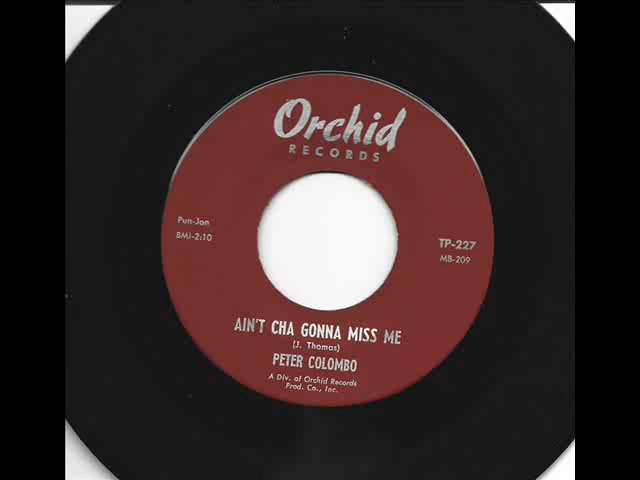 Orchid
RECORDS
Pun-Jon
BMI-2:10
TP-227
MB-209
AIN'T CHA GONNA MISS ME
(J. Thomas)
PETER COLOMBO
A Div. of Orchid Records
Prod. Co., Inc.